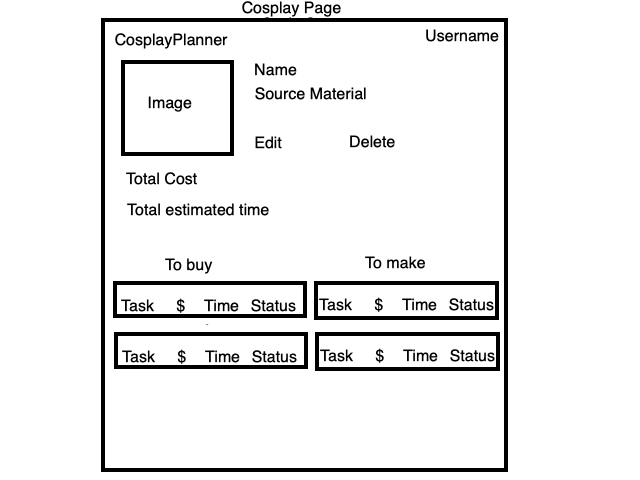 Cosplay Page
CosplayPlanner Username
Image
Name
Source Material
Edit Delete
Total Cost
Total estimated time
To buy To make
Task $ Time Status Task $ Time Status
Task $ Time Status Task $ Time Status